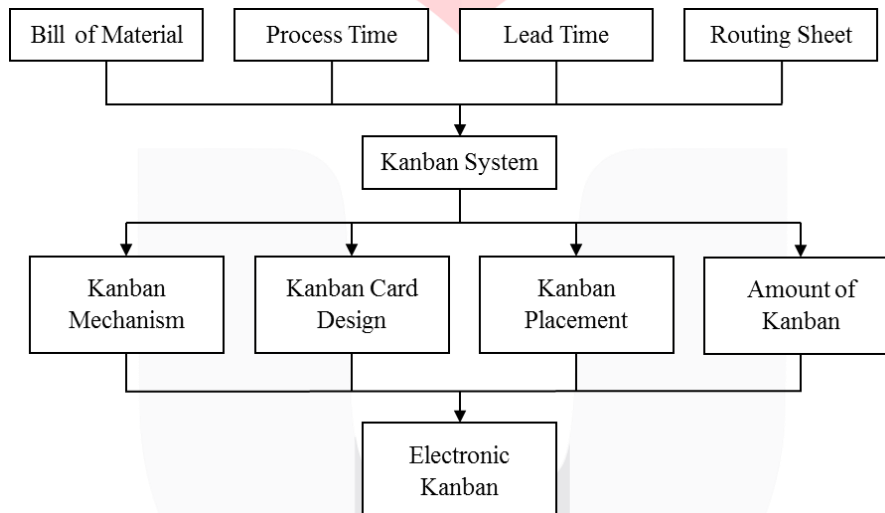 Bill of Material
Process Time
Lead Time
Routing Sheet
Kanban System
Kanban
Mechanism
Kanban Card
Design
Kanban
Placement
Amount of
Kanban
Electronic
Kanban